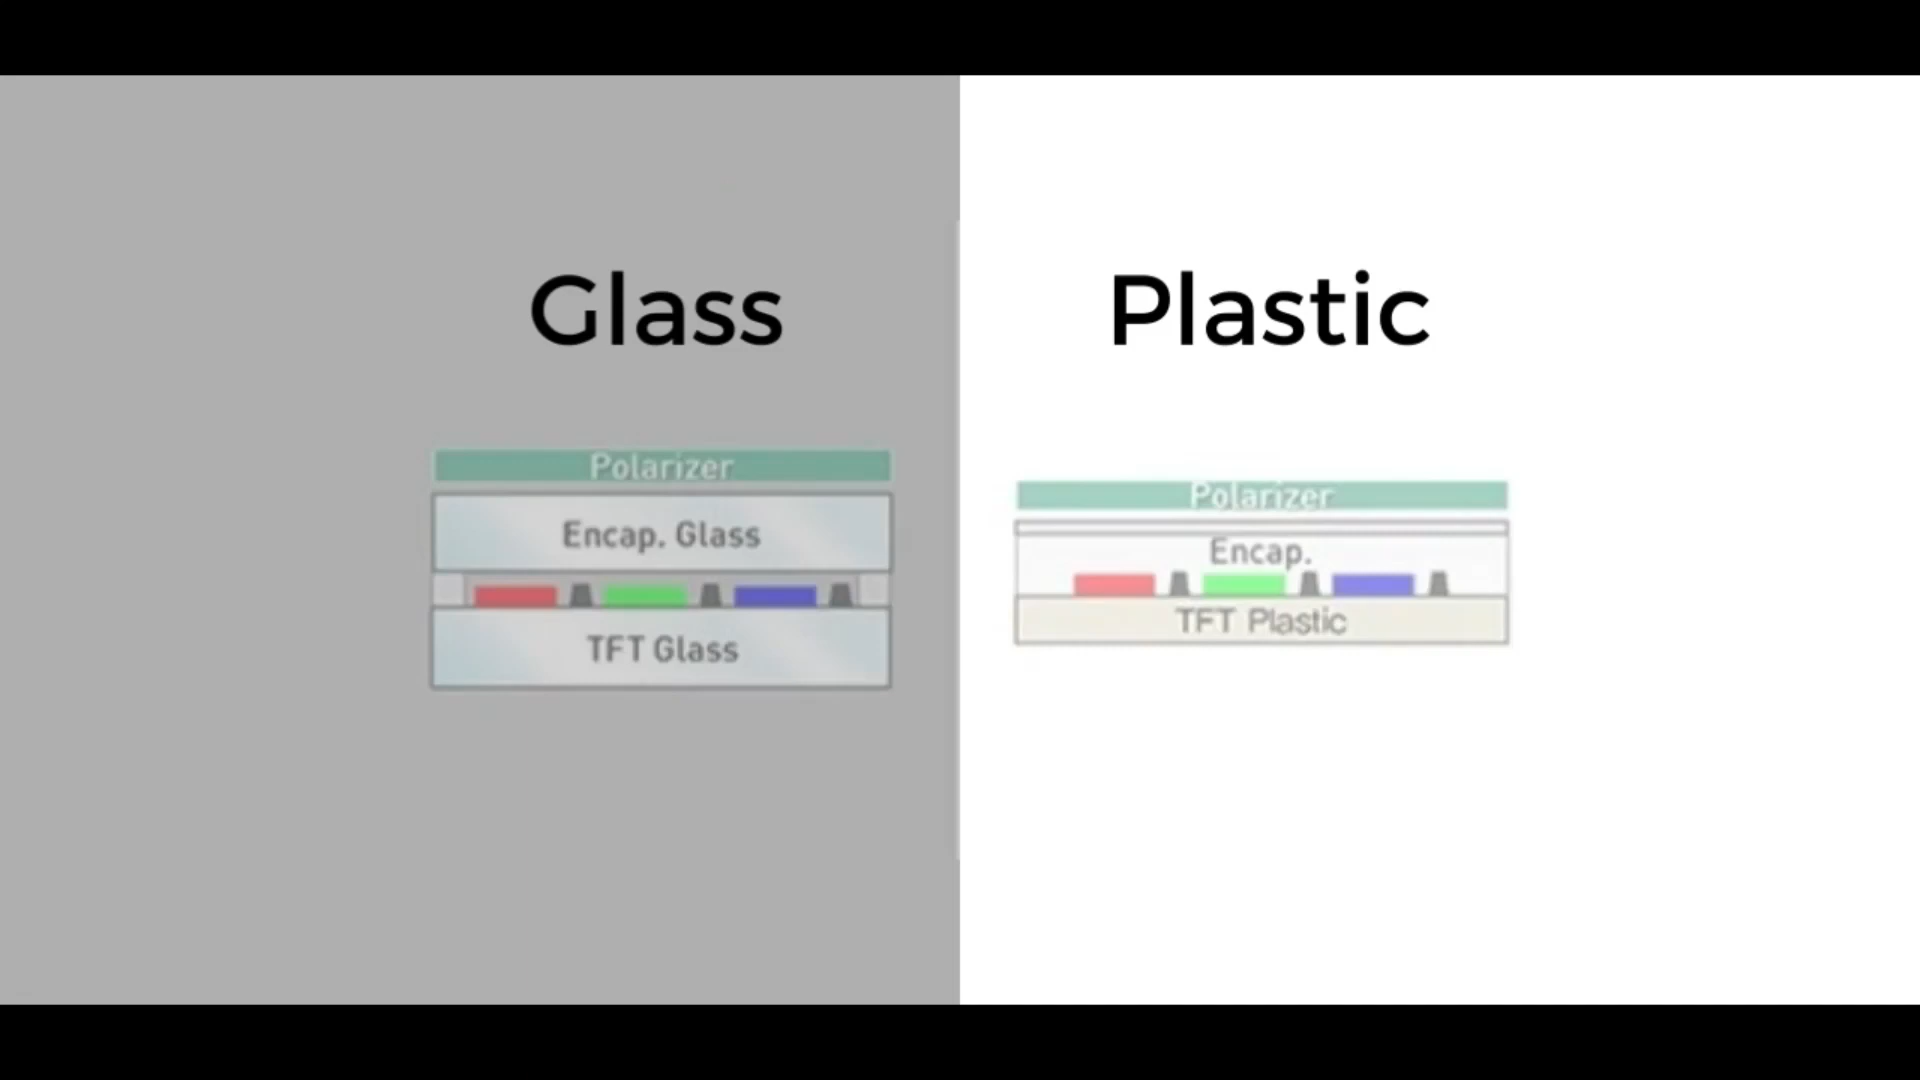 Glass
Polarizer
Encap. Glass
TFT Glass
Plastic
Polarizer
Encap.
TFT Plastic